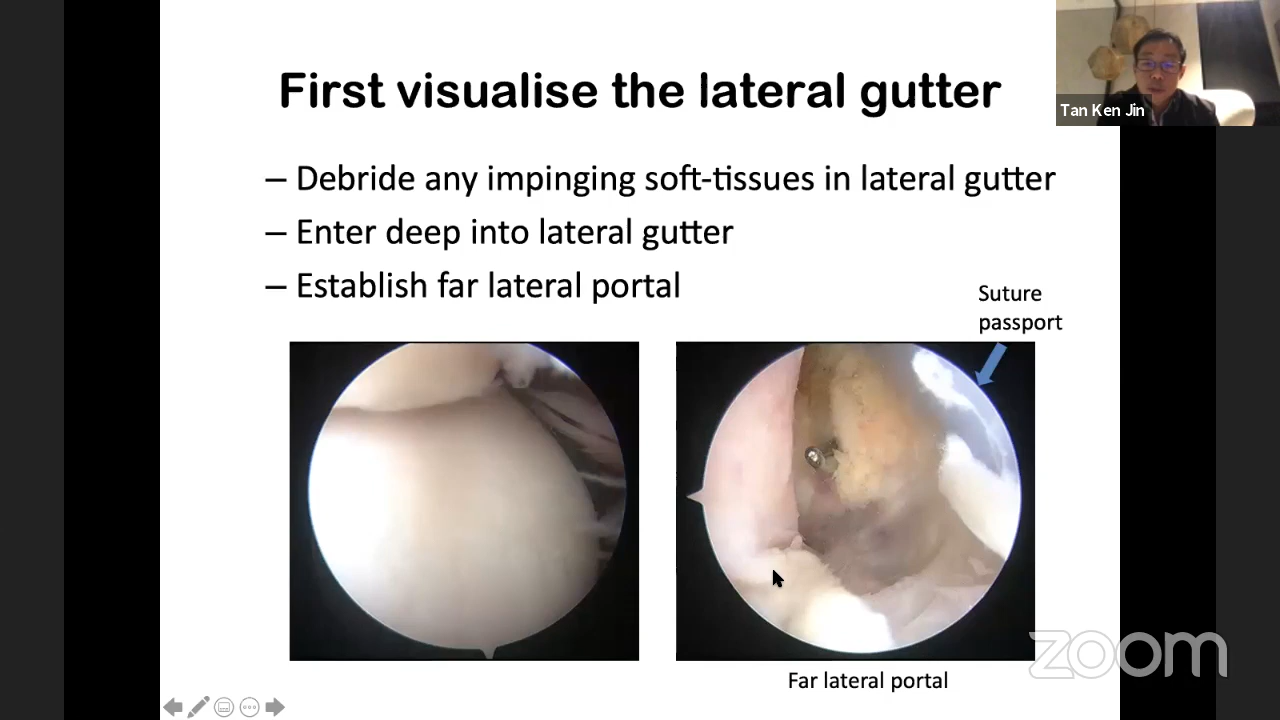 First visualise the lateral gutter
Tan Ken Jin
– Debride any impinging soft-tissues in lateral gutter
– Enter deep into lateral gutter
– Establish far lateral portal
Suture
passport
Far lateral portal
zoom